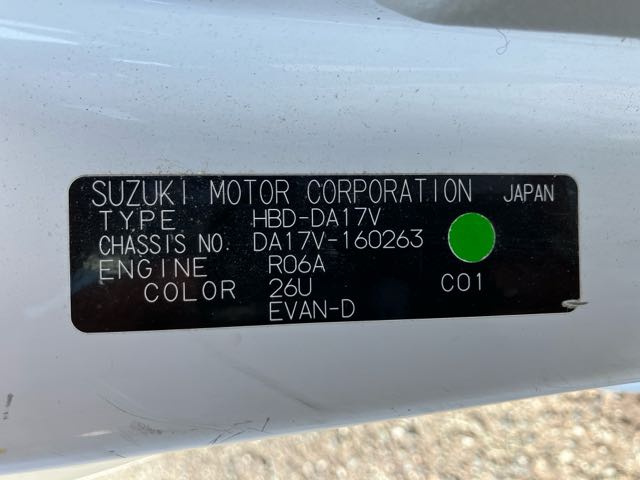 SUZUKI MOTOR CORPORATION JAPAN
TYPE HBD-DA17V
CHASSIS NO. DA17V-160263
ENGINE R06A
COLOR 26U C01
EVAN-D